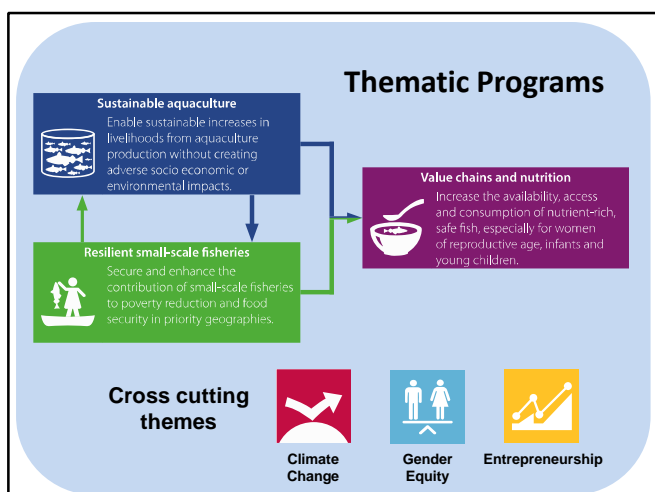 Thematic Programs
Sustainable aquaculture
Enable sustainable increases in
livelihoods from aquaculture
production without creating
adverse socio economic or
environmental impacts.
Value chains and nutrition
Increase the availability, access
and consumption of nutrient-rich,
safe fish, especially for women
of reproductive age, infants and
young children.
Resilient small-scale fisheries
Secure and enhance the
contribution of small-scale fisheries
to poverty reduction and food
security in priority geographies.
Cross cutting
themes
Climate
Change
Gender
Equity
Entrepreneurship